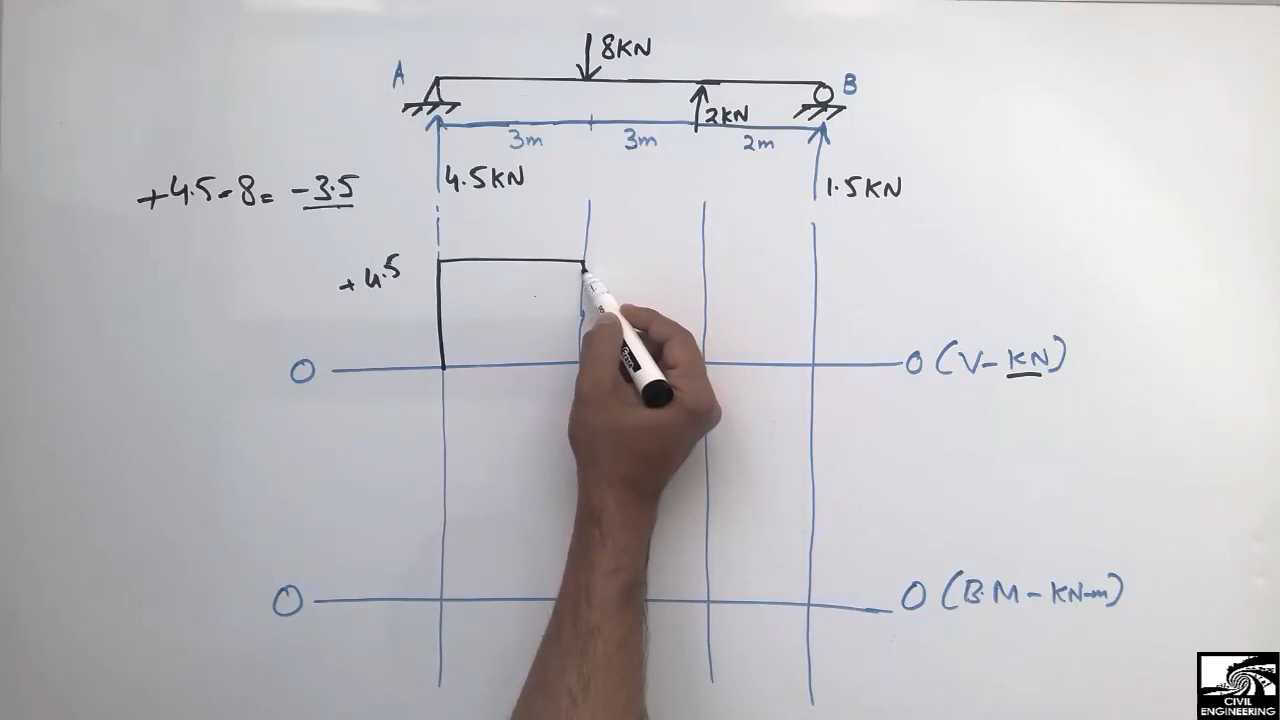 8KN
A
B
2KN
3m 3m 2m
+4.5-8= -3.5
4.5KN
1.5KN
+4.5
0
0 (V-KN)
0
0 (B.M-KN-m)
CIVIL
ENGINEERING